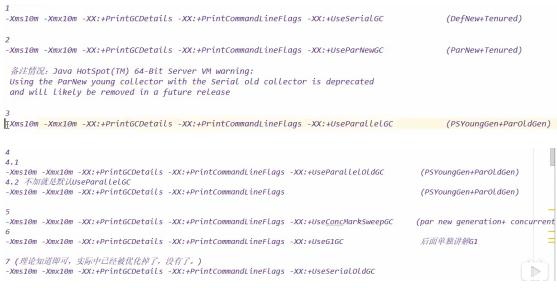 1
-Xms10m -Xmx10m -XX:+PrintGCDetails -XX:+PrintCommandLineFlags -XX:+UseSerialGC (DefNew+Tenured)
2
-Xms10m -Xmx10m -XX:+PrintGCDetails -XX:+PrintCommandLineFlags -XX:+UseParNewGC (ParNew+Tenured)
备注情况：Java HotSpot(TM) 64-Bit Server VM warning:
Using the ParNew young collector with the Serial old collector is deprecated
and will likely be removed in a future release
3
-Xms10m -Xmx10m -XX:+PrintGCDetails -XX:+PrintCommandLineFlags -XX:+UseParallelGC (PSYoungGen+ParOldGen)
4
4.1
-Xms10m -Xmx10m -XX:+PrintGCDetails -XX:+PrintCommandLineFlags -XX:+UseParallelOldGC (PSYoungGen+ParOldGen)
4.2 不加就是默认UseParallelGC
-Xms10m -Xmx10m -XX:+PrintGCDetails -XX:+PrintCommandLineFlags (PSYoungGen+ParOldGen)
5
-Xms10m -Xmx10m -XX:+PrintGCDetails -XX:+PrintCommandLineFlags -XX:+UseConcMarkSweepGC (par new generation+ concurrent
6
-Xms10m -Xmx10m -XX:+PrintGCDetails -XX:+PrintCommandLineFlags -XX:+UseG1GC 后面单独讲解G1
7 (理论知道即可，实际中已经被优化掉了，没有了。)
-Xms10m -Xmx10m -XX:+PrintGCDetails -XX:+PrintCommandLineFlags -XX:+UseSerialOldGC